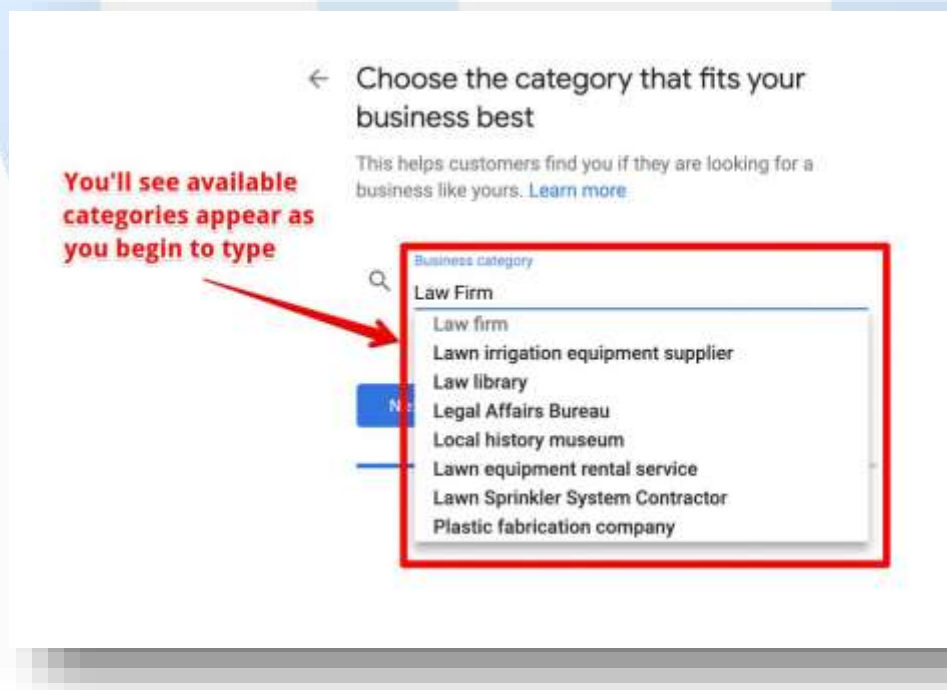 ← Choose the category that fits your
business best
This helps customers find you if they are looking for a
business like yours. Learn more
You'll see available
categories appear as
you begin to type
Business category
Law Firm
Law firm
Lawn irrigation equipment supplier
Law library
Legal Affairs Bureau
Local history museum
Lawn equipment rental service
Lawn Sprinkler System Contractor
Plastic fabrication company